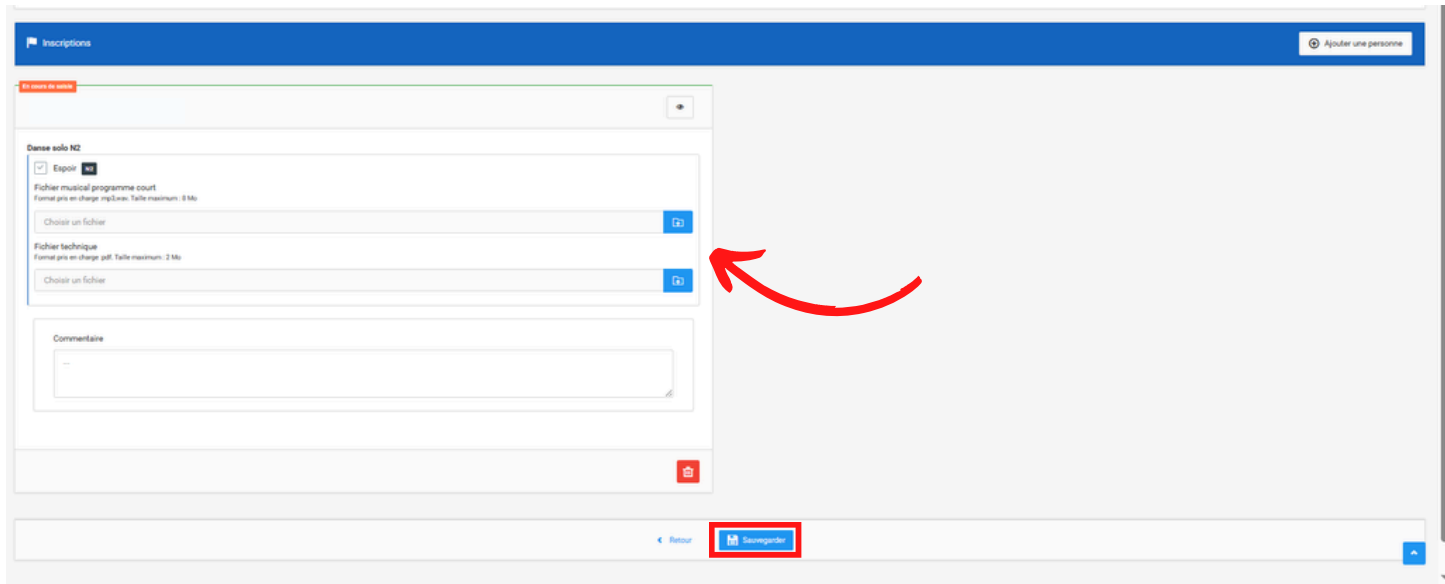 Inscriptions
Ajouter une personne
En cours de saisie
Danse solo N2
Espoir N2
Fichier musical programme court
Format pris en charge :mp3,wav. Taille maximum : 8 Mo
Choisir un fichier
Fichier technique
Format pris en charge :pdf. Taille maximum : 2 Mo
Choisir un fichier
Commentaire
...
Retour
Sauvegarder